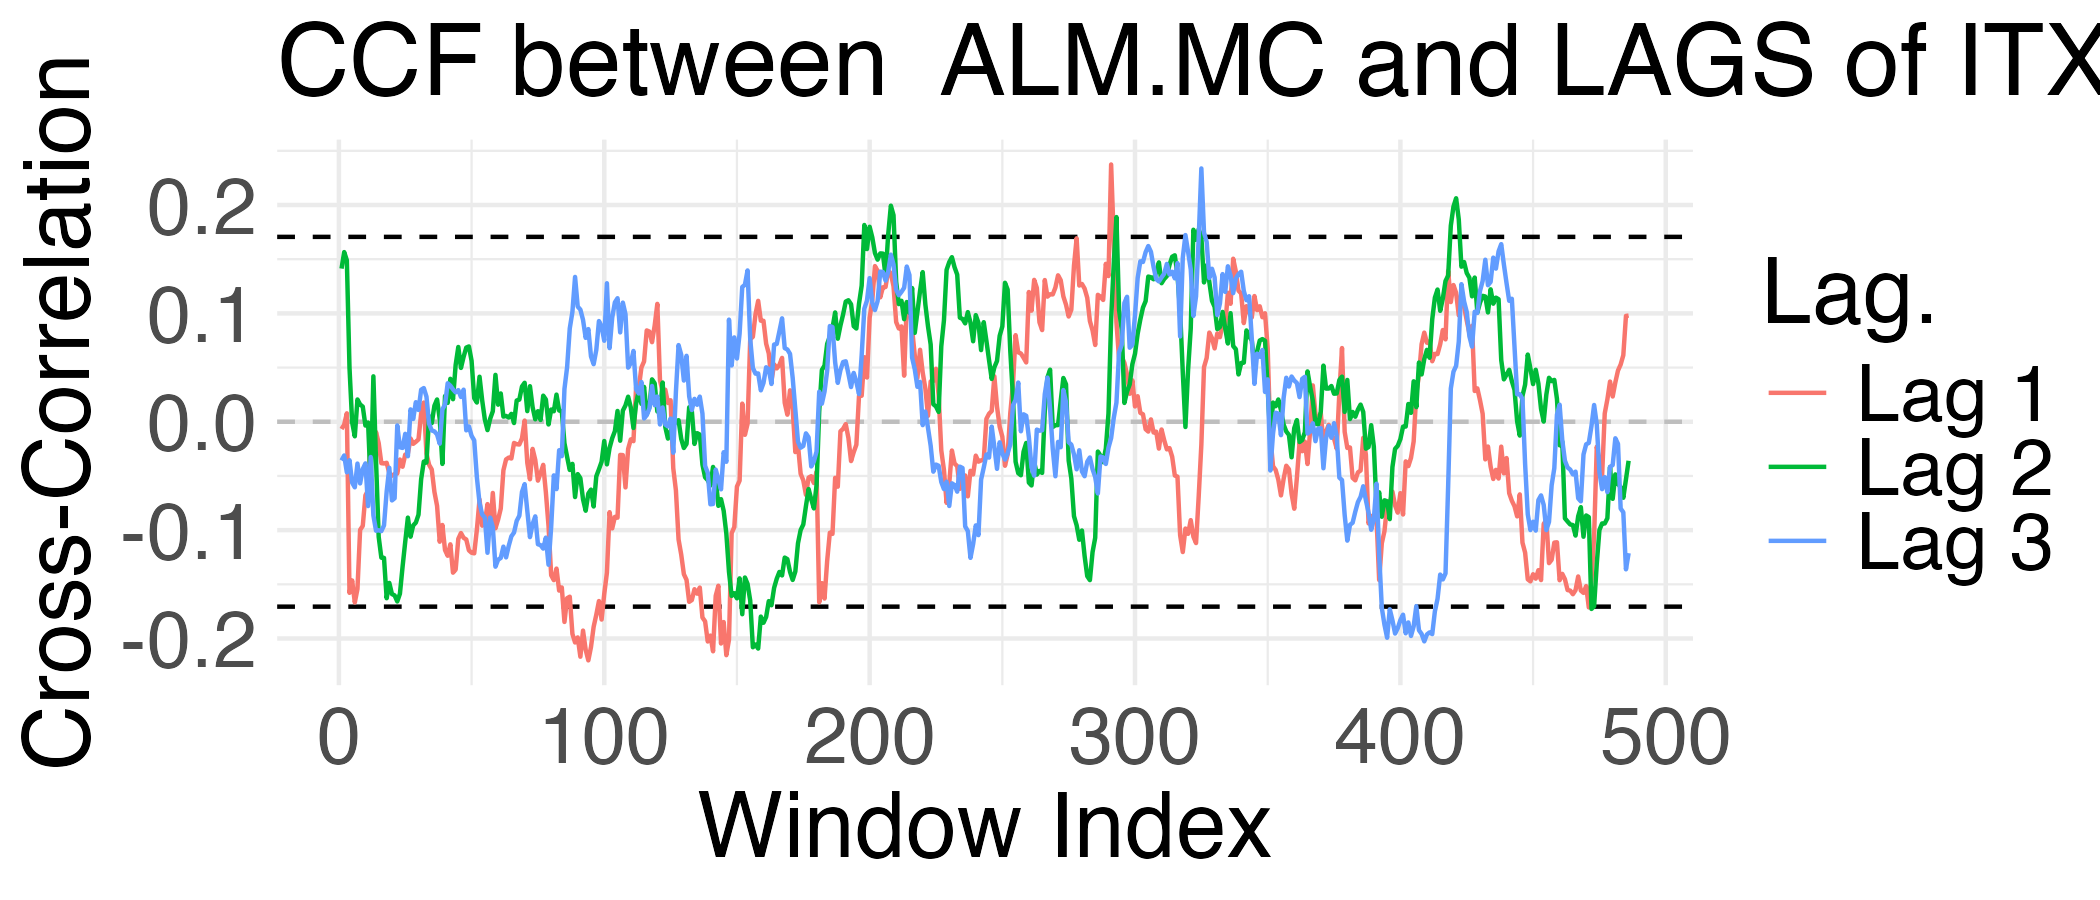 CCF between  ALM.MC and LAGS of ITX
Cross-Correlation
0.2
0.1
0.0
-0.1
-0.2
0
100
200
300
400
500
Window Index
Lag.
Lag 1
Lag 2
Lag 3